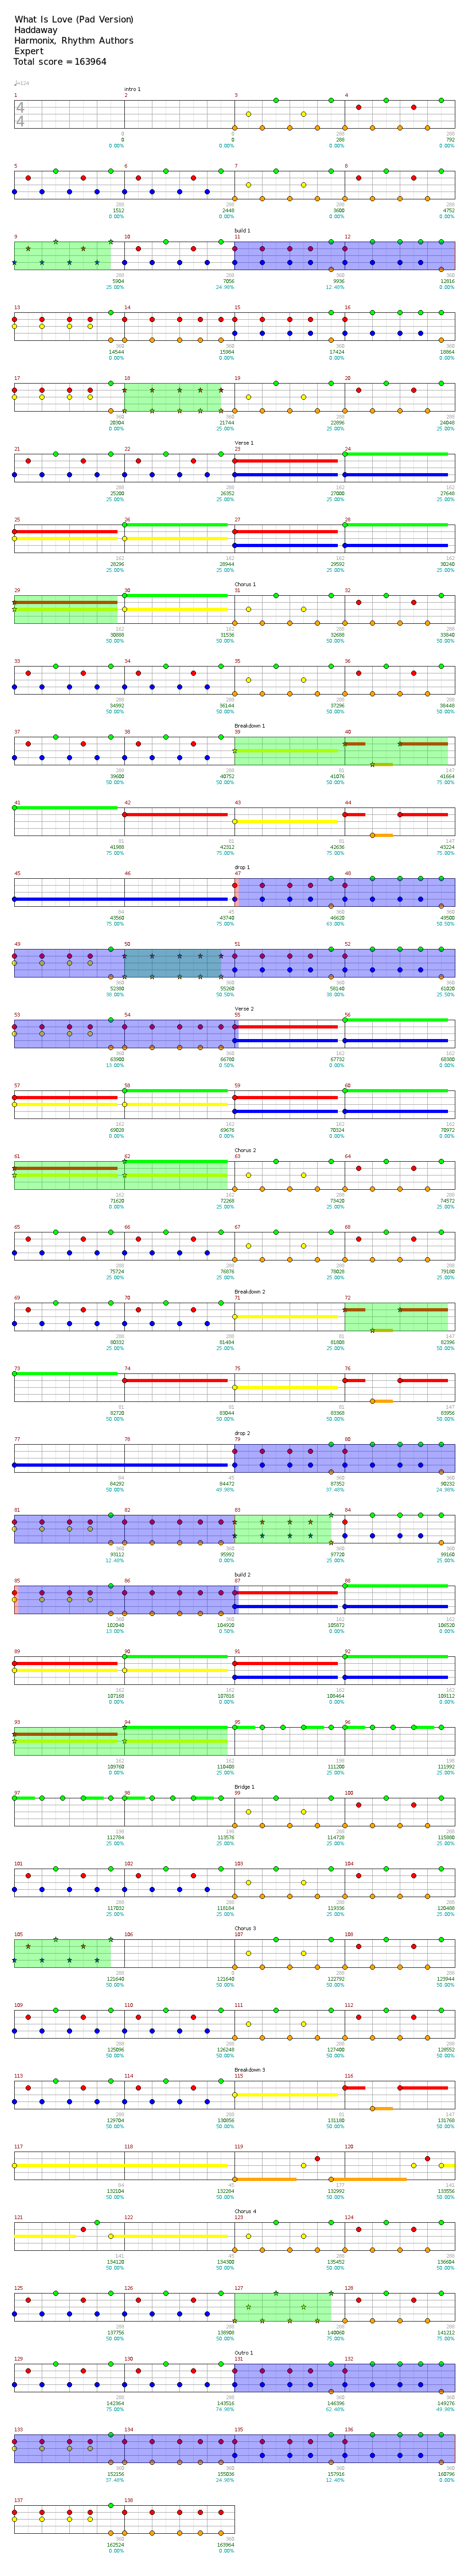 What Is Love (Pad Version)
Haddaway
Harmonix, Rhythm Authors
Expert
Total score = 163964
♩=124
intro 1
1 2 3 4
4
4
0 0 288 792
0.00% 0.00% 0.00% 0.00%
5 6 7 8
1512 2448 3600 4752
0.00% 0.00% 0.00% 0.00%
build 1
9 10 11 12
5904 7056 9936 12816
25.00% 24.98% 12.48% 0.00%
13 14 15 16
14544 15984 17424 18864
0.00% 0.00% 0.00% 0.00%
17 18 19 20
20304 21744 22896 24048
0.00% 25.00% 25.00% 25.00%
Verse 1
21 22 23 24
25200 26352 27000 27648
25.00% 25.00% 25.00% 25.00%
25 26 27 28
28296 28944 29592 30240
25.00% 25.00% 25.00% 25.00%
Chorus 1
29 30 31 32
30888 31536 32688 33840
50.00% 50.00% 50.00% 50.00%
33 34 35 36
34992 36144 37296 38448
50.00% 50.00% 50.00% 50.00%
Breakdown 1
37 38 39 40
39600 40752 41076 41664
50.00% 50.00% 50.00% 75.00%
41 42 43 44
41988 42312 42636 43224
75.00% 75.00% 75.00% 75.00%
drop 1
45 46 47 48
43560 43740 46620 49500
75.00% 75.00% 63.00% 50.50%
49 50 51 52
52380 55260 58140 61020
38.00% 50.50% 38.00% 25.50%
Verse 2
53 54 55 56
63900 66780 67732 68380
13.00% 0.50% 0.00% 0.00%
57 58 59 60
69028 69676 70324 70972
0.00% 0.00% 0.00% 0.00%
Chorus 2
61 62 63 64
71620 72268 73420 74572
0.00% 25.00% 25.00% 25.00%
65 66 67 68
75724 76876 78028 79180
25.00% 25.00% 25.00% 25.00%
Breakdown 2
69 70 71 72
80332 81484 81808 82396
25.00% 25.00% 25.00% 50.00%
73 74 75 76
82720 83044 83368 83956
50.00% 50.00% 50.00% 50.00%
drop 2
77 78 79 80
84292 84472 87352 90232
50.00% 49.98% 37.48% 24.98%
81 82 83 84
93112 95992 97720 99160
12.48% 0.00% 25.00% 25.00%
build 2
85 86 87 88
102040 104920 105872 106520
13.00% 0.50% 0.00% 0.00%
89 90 91 92
107168 107816 108464 109112
0.00% 0.00% 0.00% 0.00%
93 94 95 96
109760 110408 111200 111992
0.00% 25.00% 25.00% 25.00%
Bridge 1
97 98 99 100
112784 113576 114728 115880
25.00% 25.00% 25.00% 25.00%
101 102 103 104
117032 118184 119336 120488
25.00% 25.00% 25.00% 25.00%
Chorus 3
105 106 107 108
121640 121640 122792 123944
50.00% 50.00% 50.00% 50.00%
109 110 111 112
125096 126248 127400 128552
50.00% 50.00% 50.00% 50.00%
Breakdown 3
113 114 115 116
129704 130856 131180 131768
50.00% 50.00% 50.00% 50.00%
117 118 119 120
132104 132284 132992 133556
50.00% 50.00% 50.00% 50.00%
Chorus 4
121 122 123 124
134120 134300 135452 136604
50.00% 50.00% 50.00% 50.00%
125 126 127 128
137756 138908 140060 141212
50.00% 50.00% 75.00% 75.00%
Outro 1
129 130 131 132
142364 143516 146396 149276
75.00% 74.98% 62.48% 49.98%
133 134 135 136
152156 155036 157916 160796
37.48% 24.98% 12.48% 0.00%
137 138
360 360
162524 163964
0.00% 0.00%